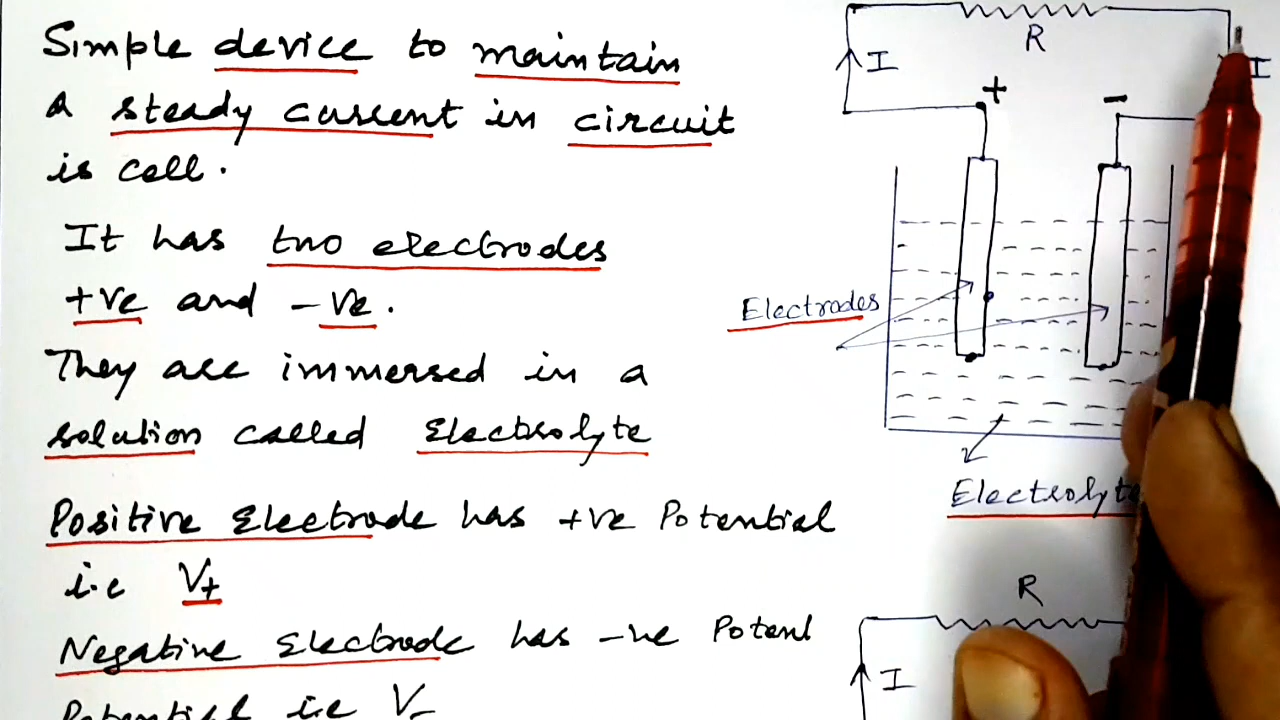 Simple device to maintain
a steady current in circuit
is cell.
It has two electrodes
+ve and -ve.
They are immersed in a
solution called Electrolyte
Positive Electrode has +ve Potential
i.e V+
Negative Electrode has -ve Potent
Potential i.e V-
R
I
I
+
-
Electrodes
Electrolyte
R
I